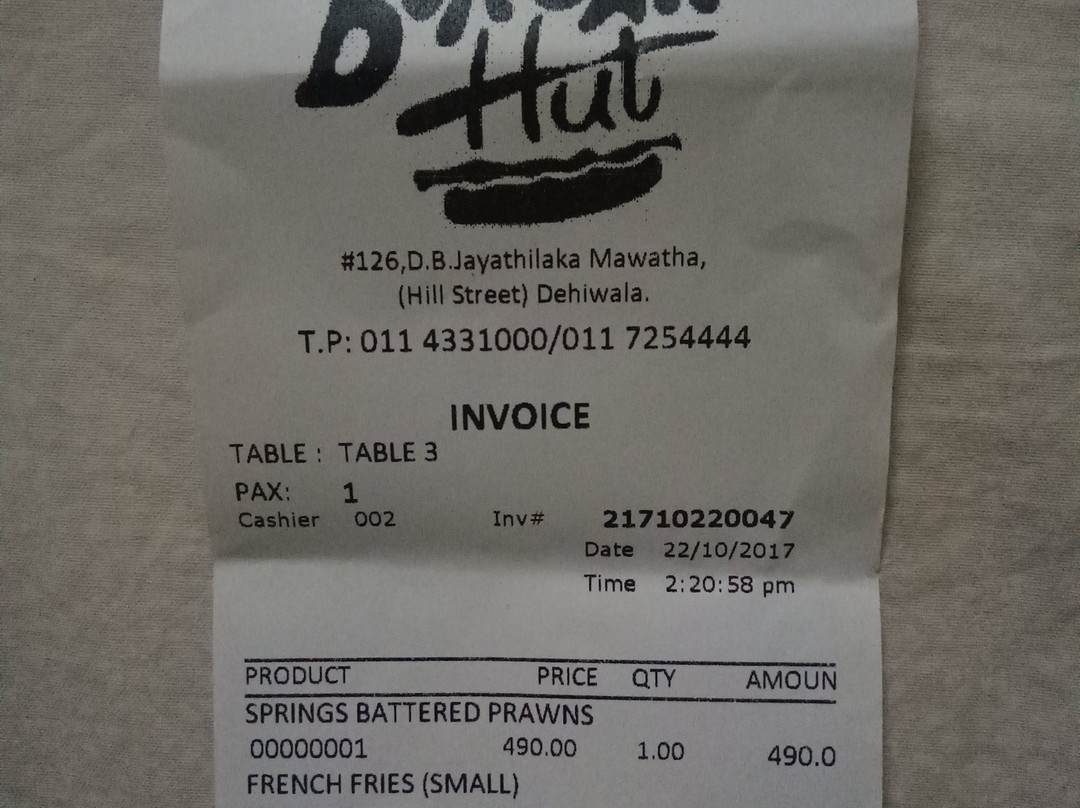 Hut
#126,D.B.Jayathilaka Mawatha,
(Hill Street) Dehiwala.
T.P: 011 4331000/011 7254444
INVOICE
TABLE : TABLE 3
PAX: 1
Cashier 002 Inv# 21710220047
Date 22/10/2017
Time 2:20:58 pm
PRODUCT PRICE QTY AMOUN
SPRINGS BATTERED PRAWNS
00000001 490.00 1.00 490.0
FRENCH FRIES (SMALL)